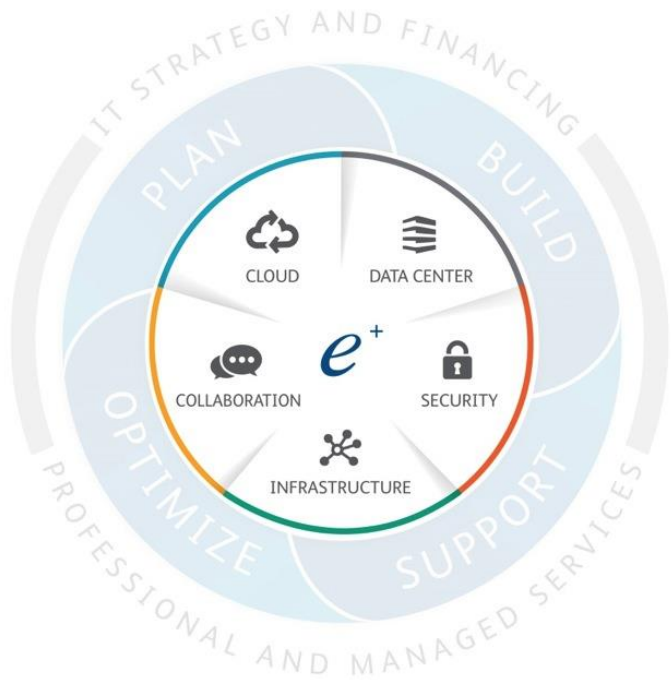 IT STRATEGY AND FINANCING
PLAN
BUILD
CLOUD
DATA CENTER
e+
COLLABORATION
SECURITY
INFRASTRUCTURE
OPTIMIZE
SUPPORT
PROFESSIONAL AND MANAGED SERVICES